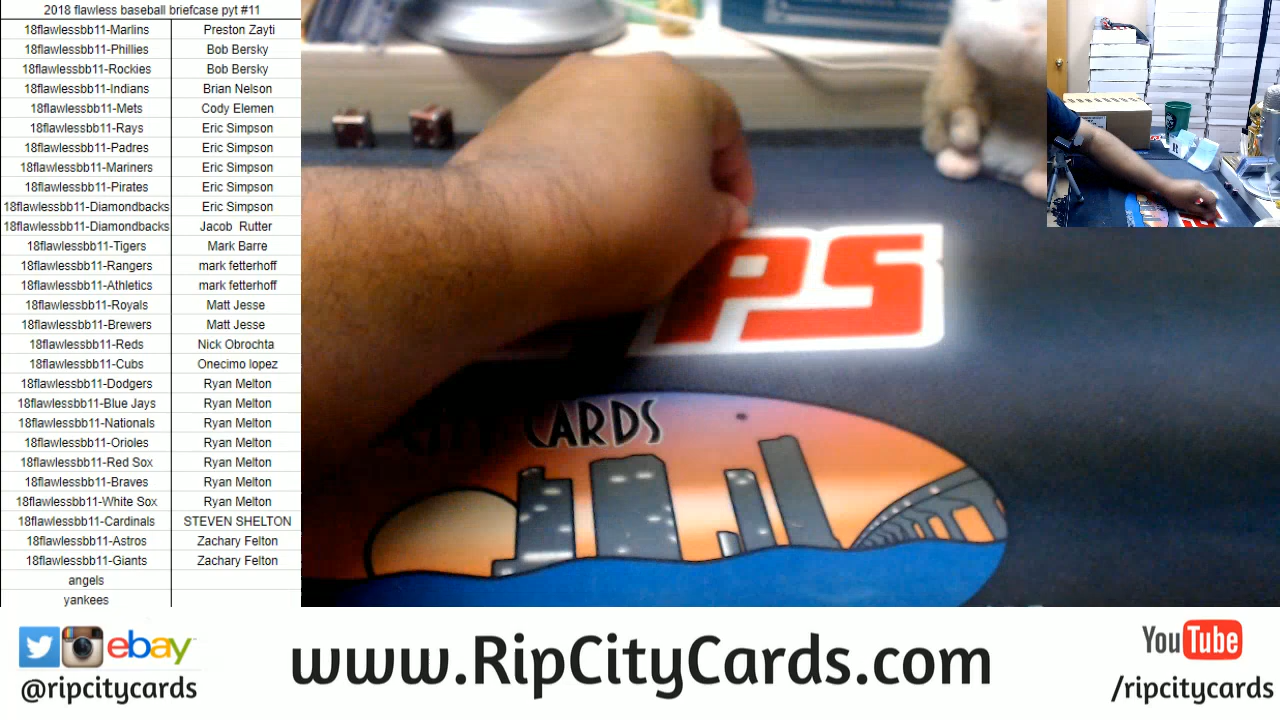 2018 flawless baseball briefcase pyt #11
18flawlessbb11-Marlins Preston Zayti
18flawlessbb11-Phillies Bob Bersky
18flawlessbb11-Rockies Bob Bersky
18flawlessbb11-Indians Brian Nelson
18flawlessbb11-Mets Cody Elemen
18flawlessbb11-Rays Eric Simpson
18flawlessbb11-Padres Eric Simpson
18flawlessbb11-Mariners Eric Simpson
18flawlessbb11-Pirates Eric Simpson
18flawlessbb11-Diamondbacks Eric Simpson
18flawlessbb11-Diamondbacks Jacob Rutter
18flawlessbb11-Tigers Mark Barre
18flawlessbb11-Rangers mark fetterhoff
18flawlessbb11-Athletics mark fetterhoff
18flawlessbb11-Royals Matt Jesse
18flawlessbb11-Brewers Matt Jesse
18flawlessbb11-Reds Nick Obrochta
18flawlessbb11-Cubs Onecimo lopez
18flawlessbb11-Dodgers Ryan Melton
18flawlessbb11-Blue Jays Ryan Melton
18flawlessbb11-Nationals Ryan Melton
18flawlessbb11-Orioles Ryan Melton
18flawlessbb11-Red Sox Ryan Melton
18flawlessbb11-Braves Ryan Melton
18flawlessbb11-White Sox Ryan Melton
18flawlessbb11-Cardinals STEVEN SHELTON
18flawlessbb11-Astros Zachary Felton
18flawlessbb11-Giants Zachary Felton
angels
yankees
PS
CITY CARDS
ebay
@ripcitycards
www.RipCityCards.com
YouTube
/ripcitycards